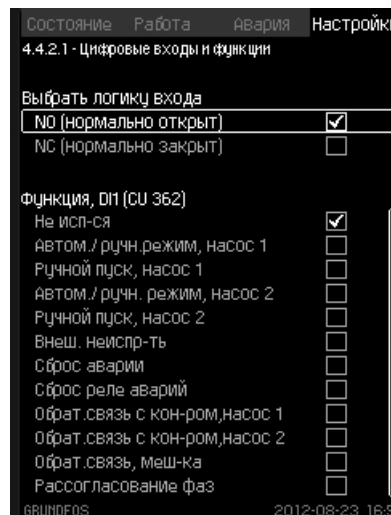 Состояние Работа Авария Настройки
4.4.2.1 - Цифровые входы и функции
Выбрать логику входа
NO (нормально открыт)
NC (нормально закрыт)
Функция, DI1 (CU 362)
Не исп-ся
Автом./ ручн.режим, насос 1
Ручной пуск, насос 1
Автом./ ручн. режим, насос 2
Ручной пуск, насос 2
Внеш. неиспр-ть
Сброс аварии
Сброс реле аварий
Обрат.связь с кон-ром,насос 1
Обрат.связь с кон-ром,насос 2
Обрат.связь, меш-ка
Рассогласование фаз
GRUNDFOS 2012-08-23